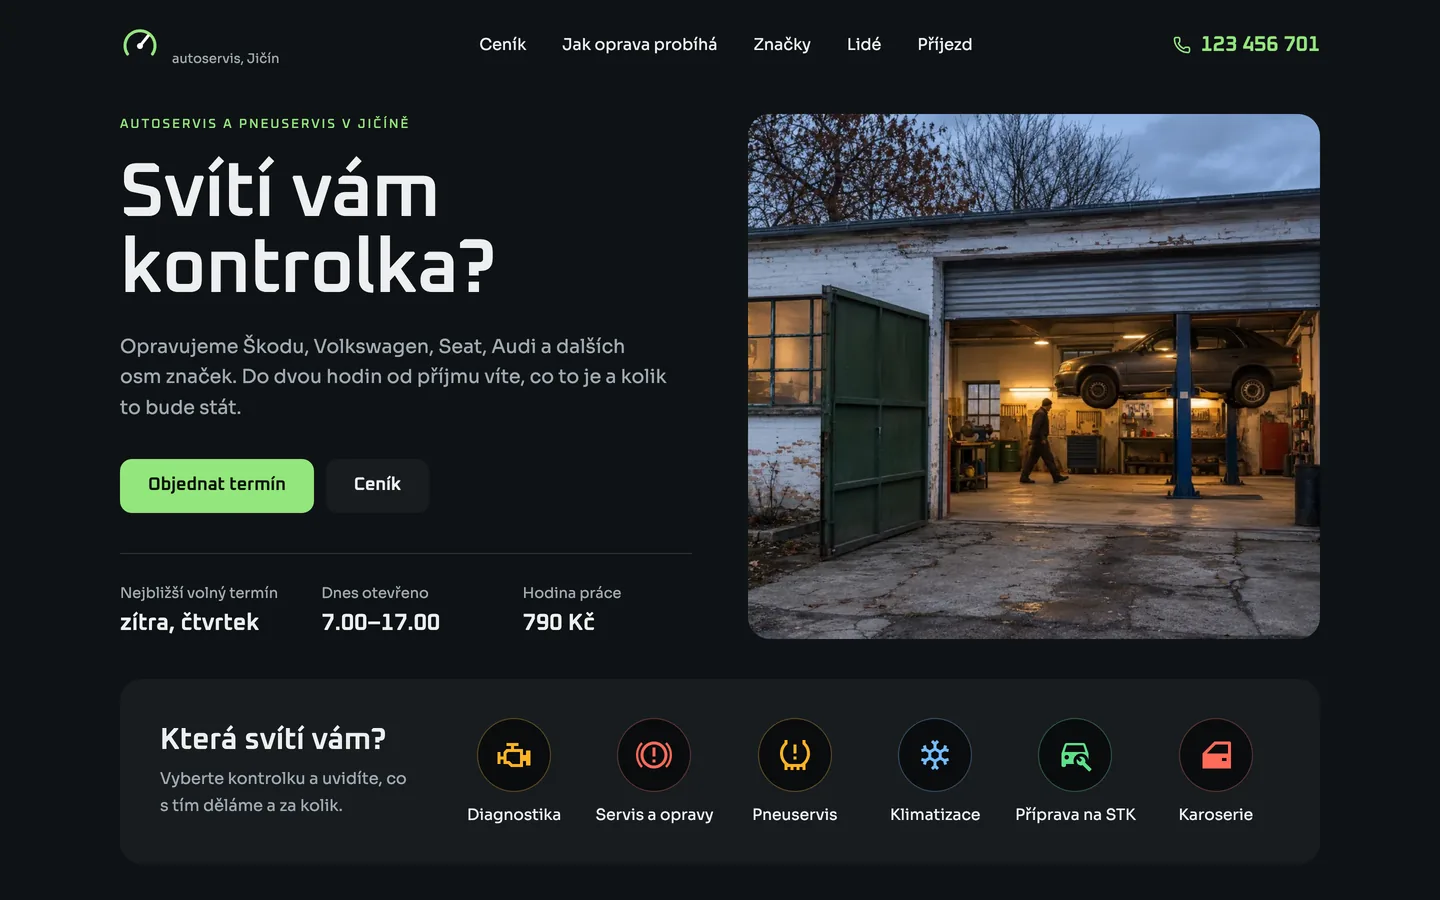 autoservis, Jičín
Ceník
Jak oprava probíhá
Značky
Lidé
Příjezd
123 456 701
AUTOSERVIS A PNEUSERVIS V JIČÍNĚ
Svítí vám
kontrolka?
Opravujeme Škodu, Volkswagen, Seat, Audi a dalších
osm značek. Do dvou hodin od příjmu víte, co to je a kolik
to bude stát.
Objednat termín
Ceník
Nejbližší volný termín
zítra, čtvrtek
Dnes otevřeno
7.00–17.00
Hodina práce
790 Kč
Která svítí vám?
Vyberte kontrolku a uvidíte, co
s tím děláme a za kolik.
Diagnostika
Servis a opravy
Pneuservis
Klimatizace
Příprava na STK
Karoserie